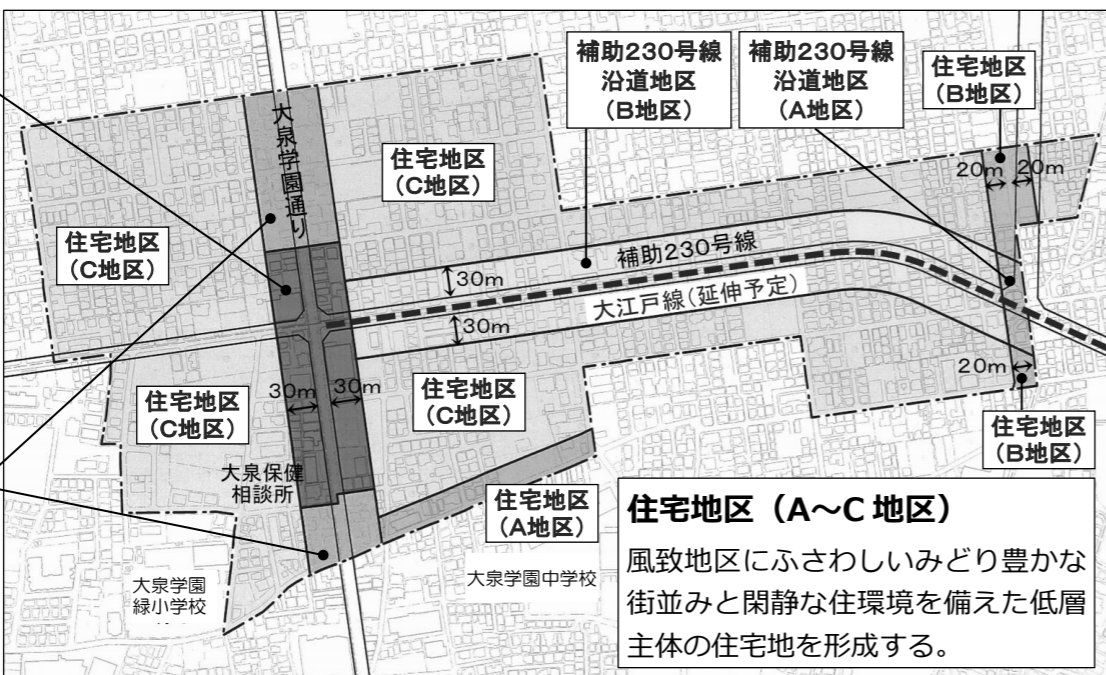 補助230号線
沿道地区
(B地区)
補助230号線
沿道地区
(A地区)
住宅地区
(B地区)
大泉学園通り
住宅地区
(C地区)
20m
20m
住宅地区
(C地区)
補助230号線
30m
大江戸線(延伸予定)
30m
20m
30m
30m
住宅地区
(C地区)
住宅地区
(C地区)
住宅地区
(B地区)
大泉保健
相談所
住宅地区
(A地区)
大泉学園
緑小学校
大泉学園中学校
住宅地区（A～C 地区）
風致地区にふさわしいみどり豊かな
街並みと閑静な住環境を備えた低層
主体の住宅地を形成する。